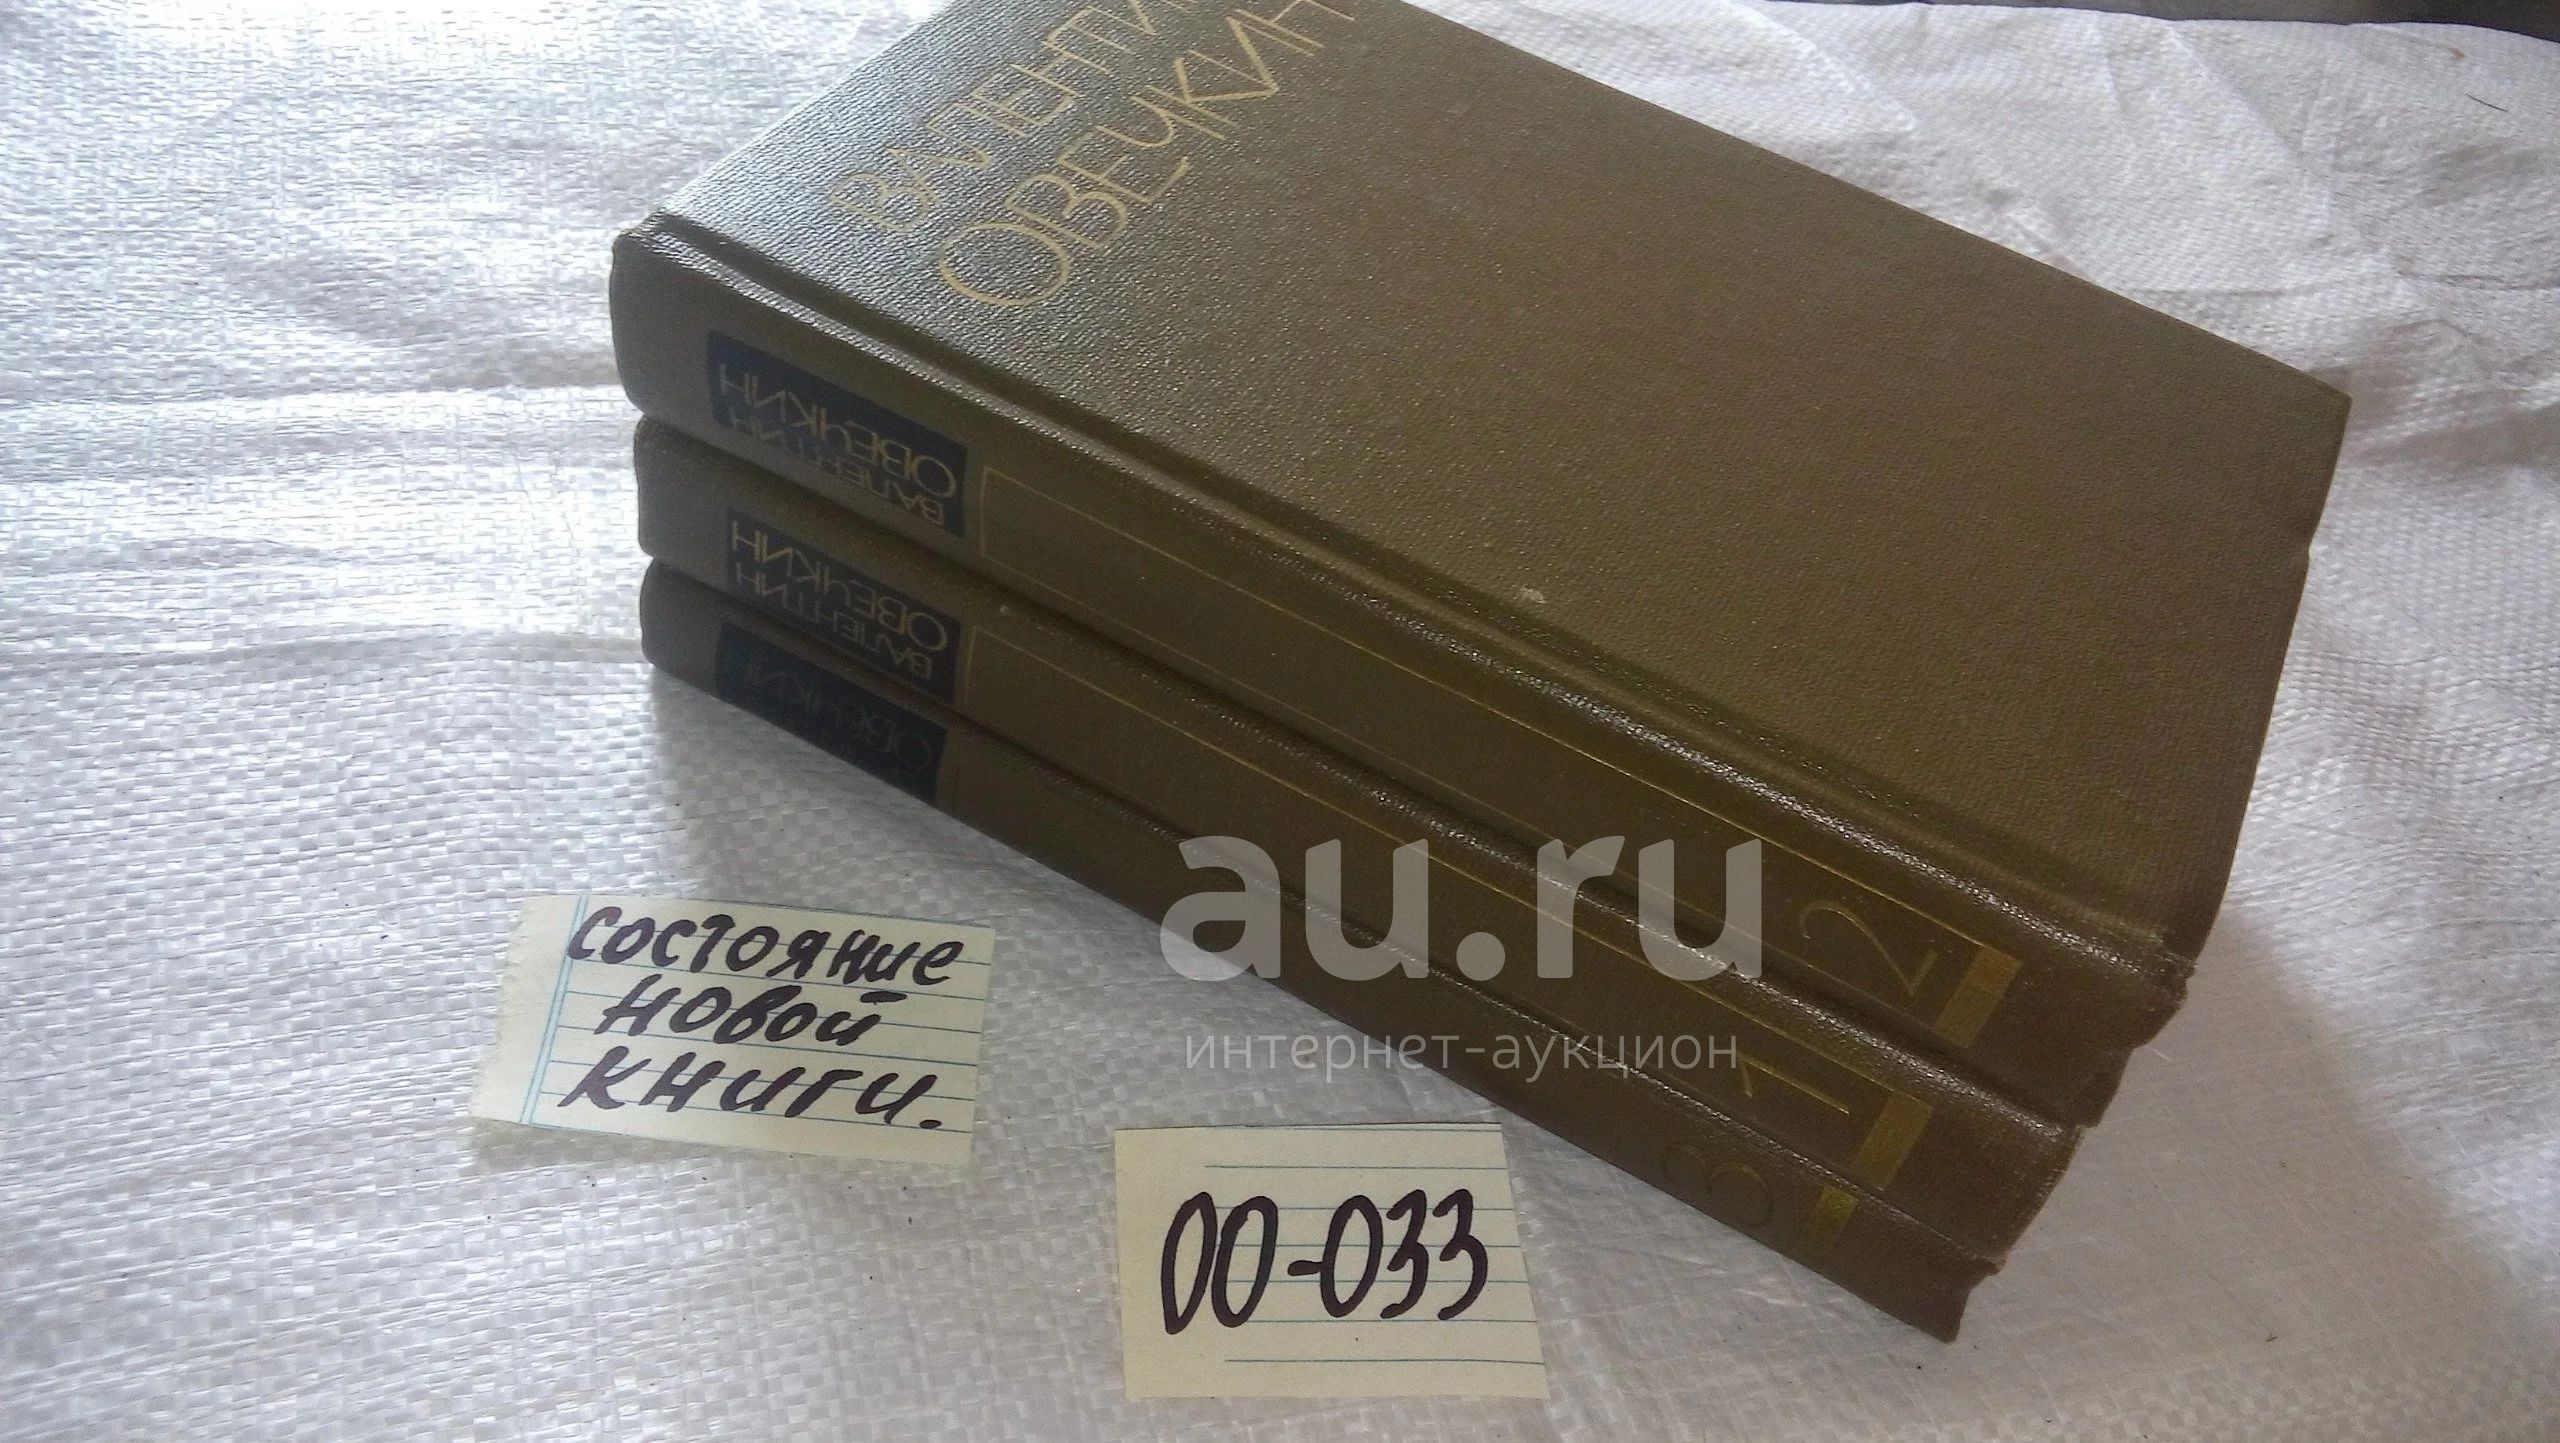 ВАЛЕНТИН
ОВЕЧКИН
ВАЛЕНТИН
ОВЕЧКИН
2
ВАЛЕНТИН
ОВЕЧКИН
1
ОВЕЧКИН
3
au.ru
интернет-аукцион
состояние
новой
книги.
00-033